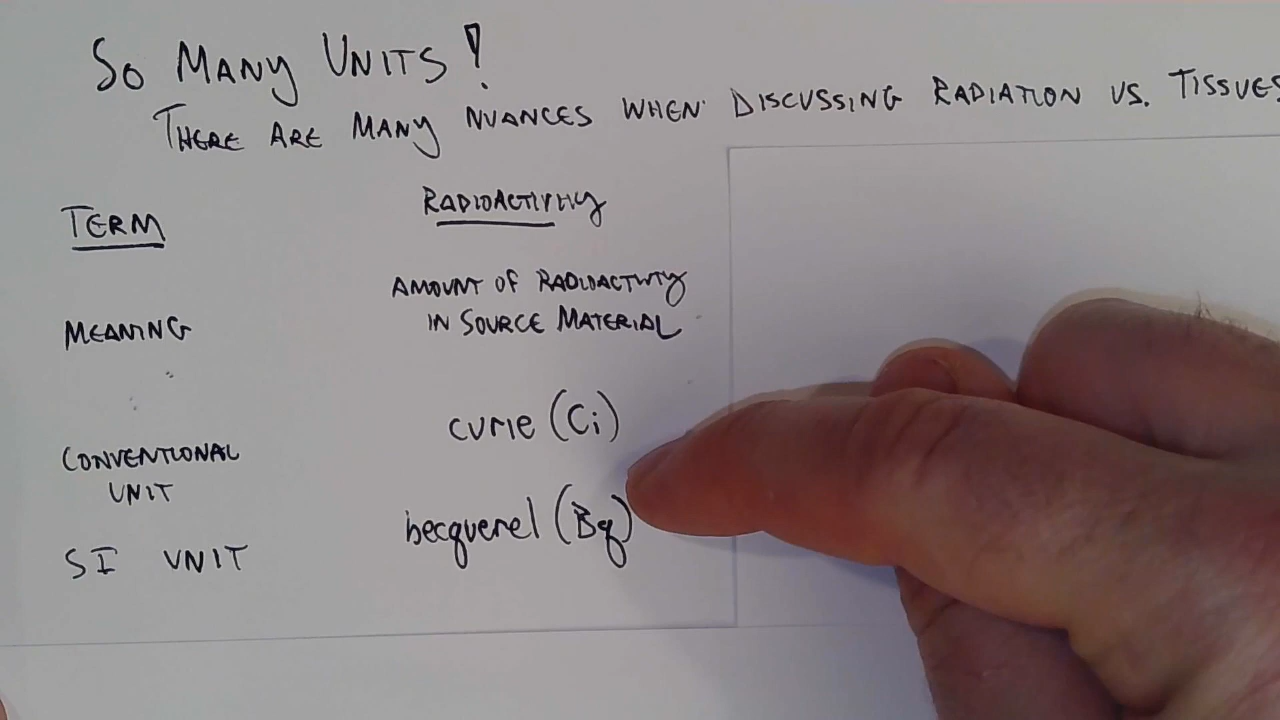 So MANY UNITS!
THERE ARE MANY NUANCES WHEN DISCUSSING RADIATION VS. TISSUES
TERM
RADIOACTIVITY
MEANING
AMOUNT OF RADIOACTIVITY
IN SOURCE MATERIAL
CONVENTIONAL
UNIT
curie (Ci)
SI UNIT
becquerel (Bq)